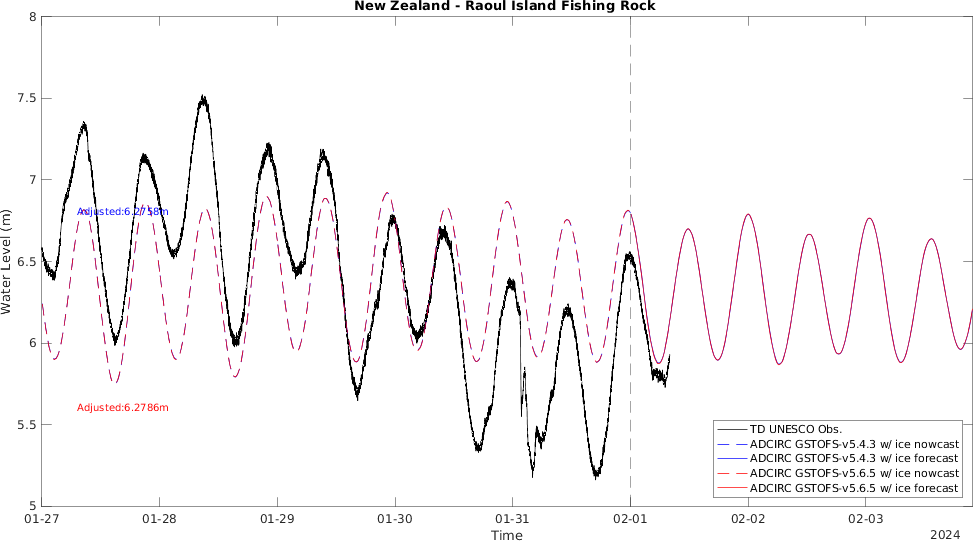 New Zealand - Raoul Island Fishing Rock
8
7.5
7
6.5
6
5.5
5
Water Level (m)
Adjusted:6.2758m
Adjusted:6.2786m
TD UNESCO Obs.
ADCIRC GSTOFS-v5.4.3 w/ ice nowcast
ADCIRC GSTOFS-v5.4.3 w/ ice forecast
ADCIRC GSTOFS-v5.6.5 w/ ice nowcast
ADCIRC GSTOFS-v5.6.5 w/ ice forecast
01-27 01-28 01-29 01-30 01-31 02-01 02-02 02-03
Time
2024